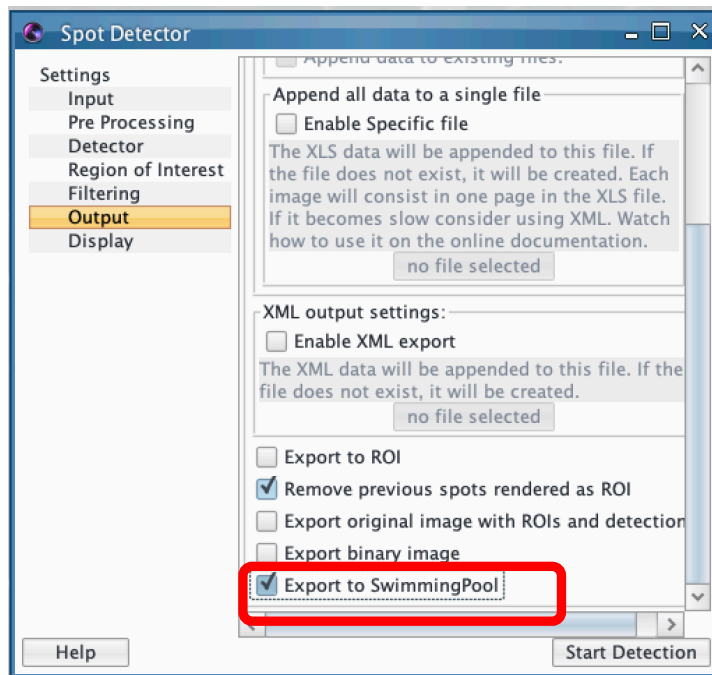 Spot Detector
Settings
Input
Pre Processing
Detector
Region of Interest
Filtering
Output
Display
Append data to existing files.
Append all data to a single file
Enable Specific file
The XLS data will be appended to this file. If
the file does not exist, it will be created. Each
image will consist in one page in the XLS file.
If it becomes slow consider using XML. Watch
how to use it on the online documentation.
no file selected
XML output settings:
Enable XML export
The XML data will be appended to this file. If the
file does not exist, it will be created.
no file selected
Export to ROI
Remove previous spots rendered as ROI
Export original image with ROIs and detection
Export binary image
Export to SwimmingPool
Help
Start Detection